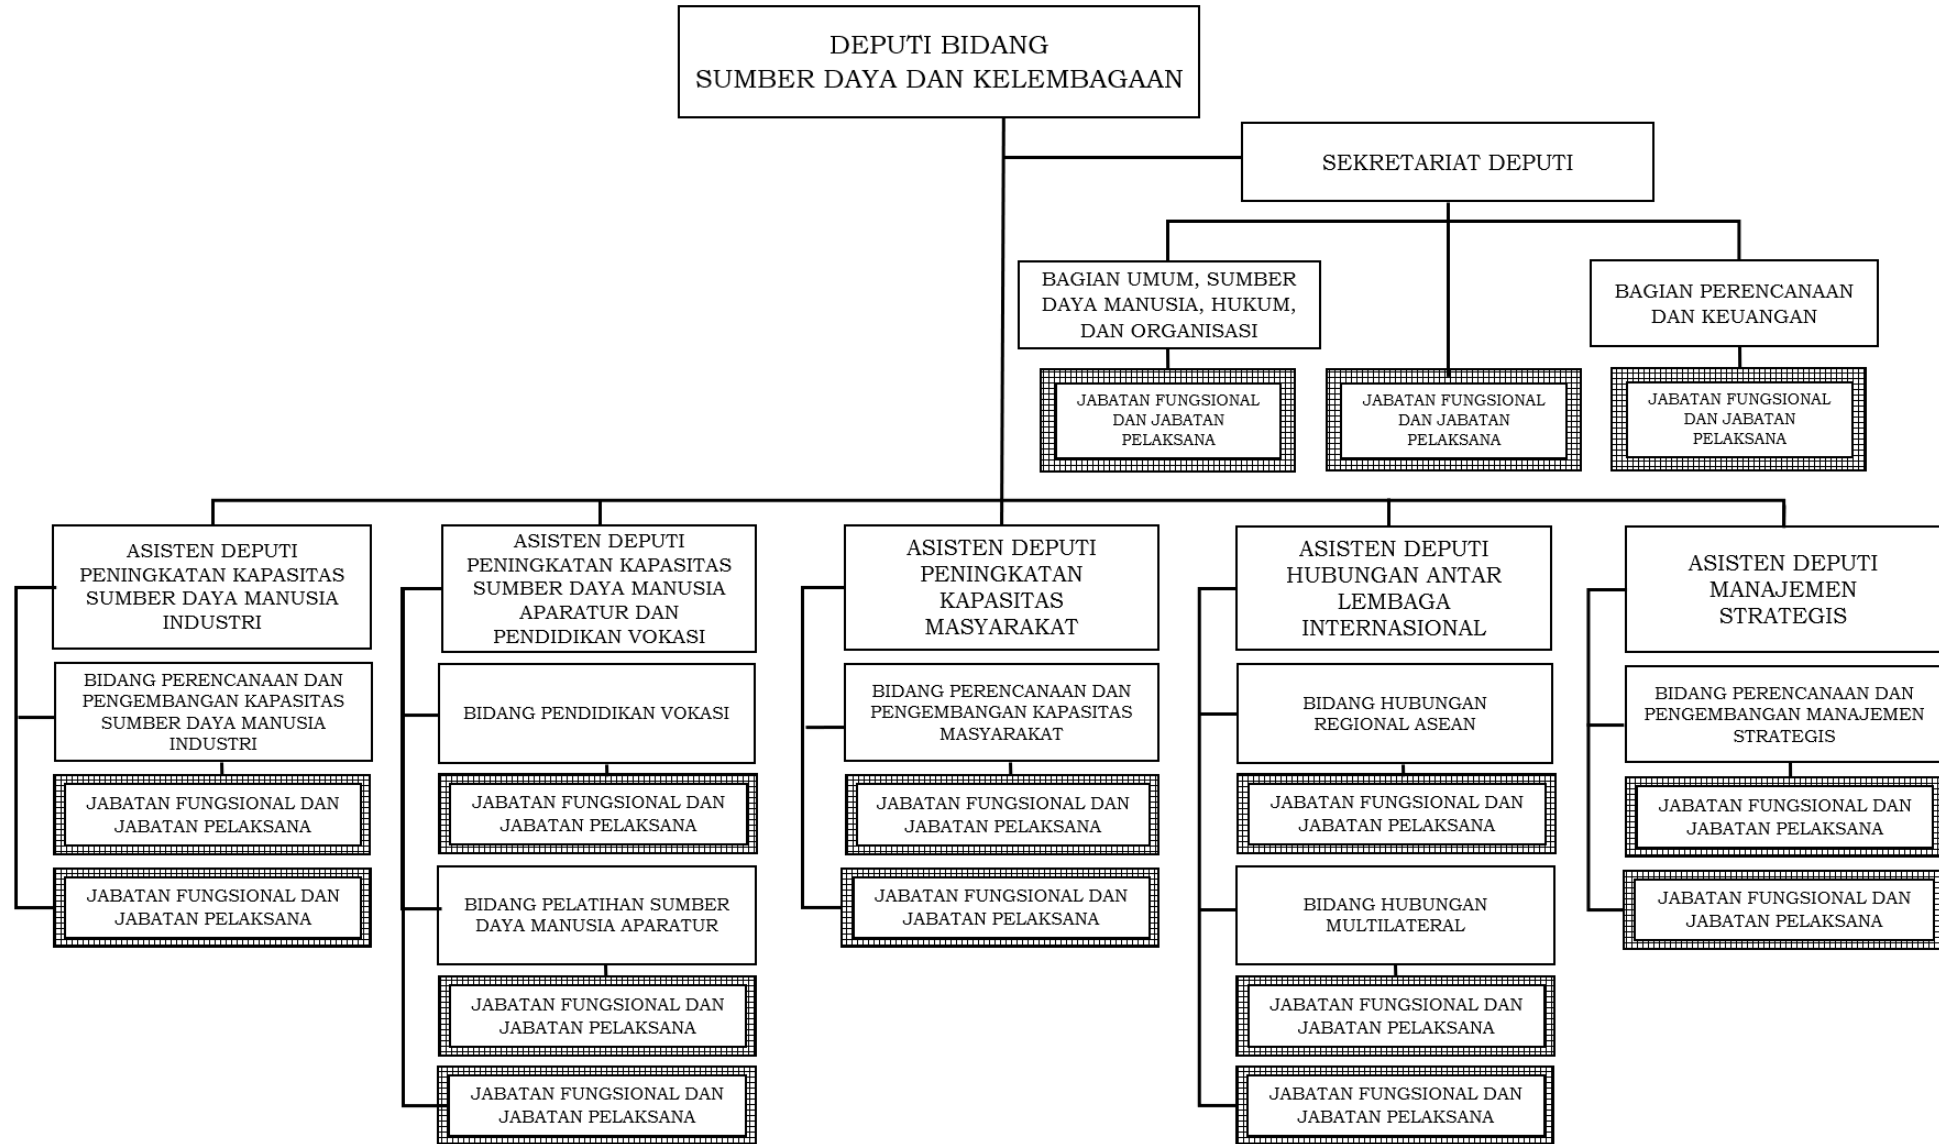 DEPUTI BIDANG
SUMBER DAYA DAN KELEMBAGAAN
SEKRETARIAT DEPUTI
BAGIAN UMUM, SUMBER
DAYA MANUSIA, HUKUM,
DAN ORGANISASI
BAGIAN PERENCANAAN
DAN KEUANGAN
JABATAN FUNGSIONAL
DAN JABATAN
PELAKSANA
JABATAN FUNGSIONAL
DAN JABATAN
PELAKSANA
JABATAN FUNGSIONAL
DAN JABATAN
PELAKSANA
ASISTEN DEPUTI
PENINGKATAN KAPASITAS
SUMBER DAYA MANUSIA
INDUSTRI
BIDANG PERENCANAAN DAN
PENGEMBANGAN KAPASITAS
SUMBER DAYA MANUSIA
INDUSTRI
JABATAN FUNGSIONAL DAN
JABATAN PELAKSANA
JABATAN FUNGSIONAL DAN
JABATAN PELAKSANA
ASISTEN DEPUTI
PENINGKATAN KAPASITAS
SUMBER DAYA MANUSIA
APARATUR DAN
PENDIDIKAN VOKASI
BIDANG PENDIDIKAN VOKASI
JABATAN FUNGSIONAL DAN
JABATAN PELAKSANA
BIDANG PELATIHAN SUMBER
DAYA MANUSIA APARATUR
JABATAN FUNGSIONAL DAN
JABATAN PELAKSANA
JABATAN FUNGSIONAL DAN
JABATAN PELAKSANA
ASISTEN DEPUTI
PENINGKATAN
KAPASITAS
MASYARAKAT
BIDANG PERENCANAAN DAN
PENGEMBANGAN KAPASITAS
MASYARAKAT
JABATAN FUNGSIONAL DAN
JABATAN PELAKSANA
JABATAN FUNGSIONAL DAN
JABATAN PELAKSANA
ASISTEN DEPUTI
HUBUNGAN ANTAR
LEMBAGA
INTERNASIONAL
BIDANG HUBUNGAN
REGIONAL ASEAN
JABATAN FUNGSIONAL DAN
JABATAN PELAKSANA
BIDANG HUBUNGAN
MULTILATERAL
JABATAN FUNGSIONAL DAN
JABATAN PELAKSANA
JABATAN FUNGSIONAL DAN
JABATAN PELAKSANA
ASISTEN DEPUTI
MANAJEMEN
STRATEGIS
BIDANG PERENCANAAN DAN
PENGEMBANGAN MANAJEMEN
STRATEGIS
JABATAN FUNGSIONAL DAN
JABATAN PELAKSANA
JABATAN FUNGSIONAL DAN
JABATAN PELAKSANA